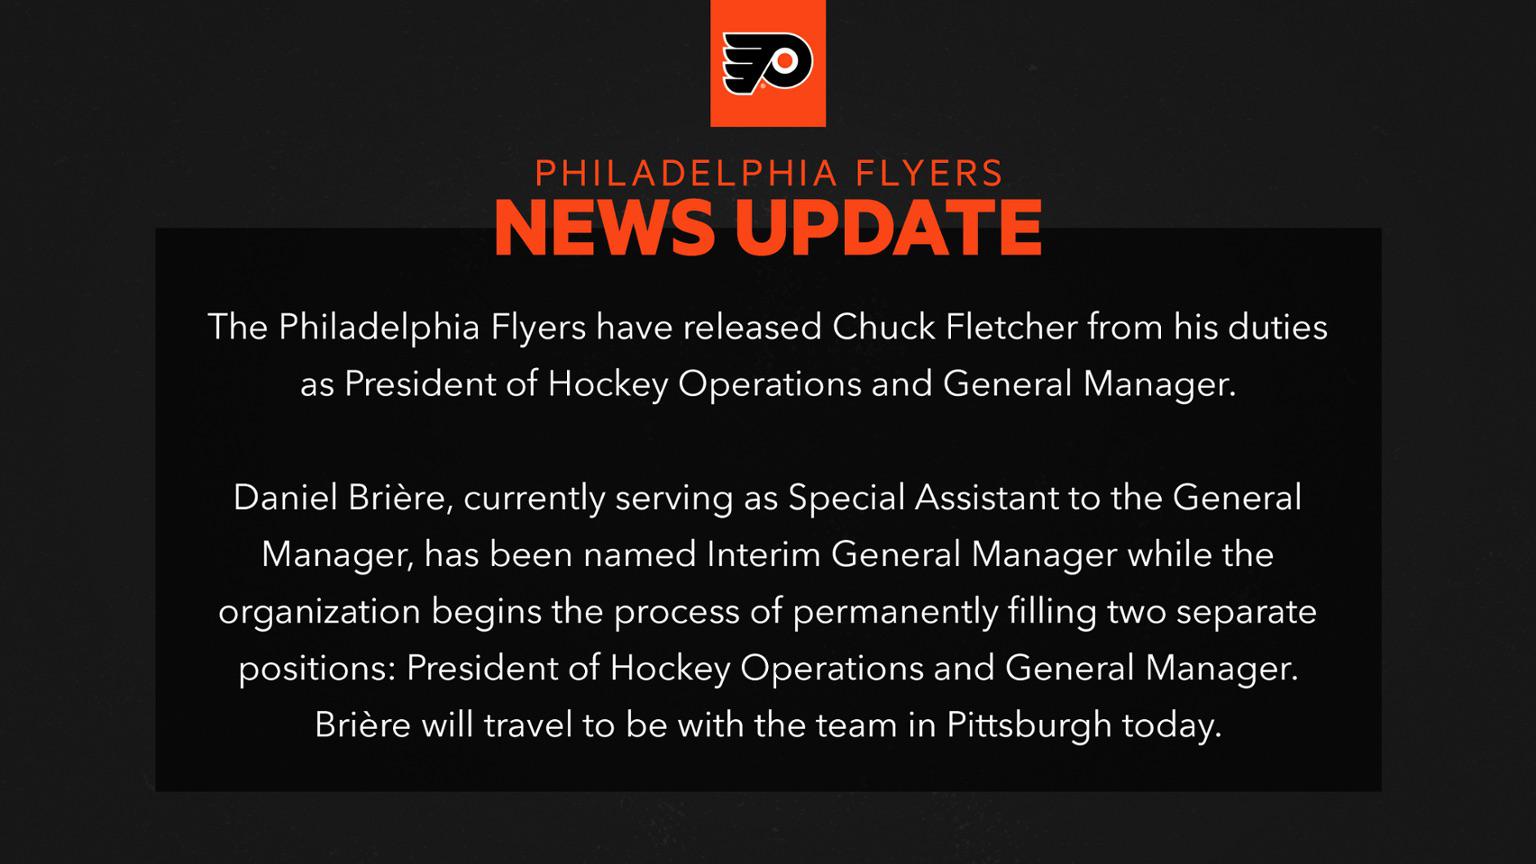 PHILADELPHIA FLYERS
NEWS UPDATE
The Philadelphia Flyers have released Chuck Fletcher from his duties
as President of Hockey Operations and General Manager.
Daniel Brière, currently serving as Special Assistant to the General
Manager, has been named Interim General Manager while the
organization begins the process of permanently filling two separate
positions: President of Hockey Operations and General Manager.
Brière will travel to be with the team in Pittsburgh today.